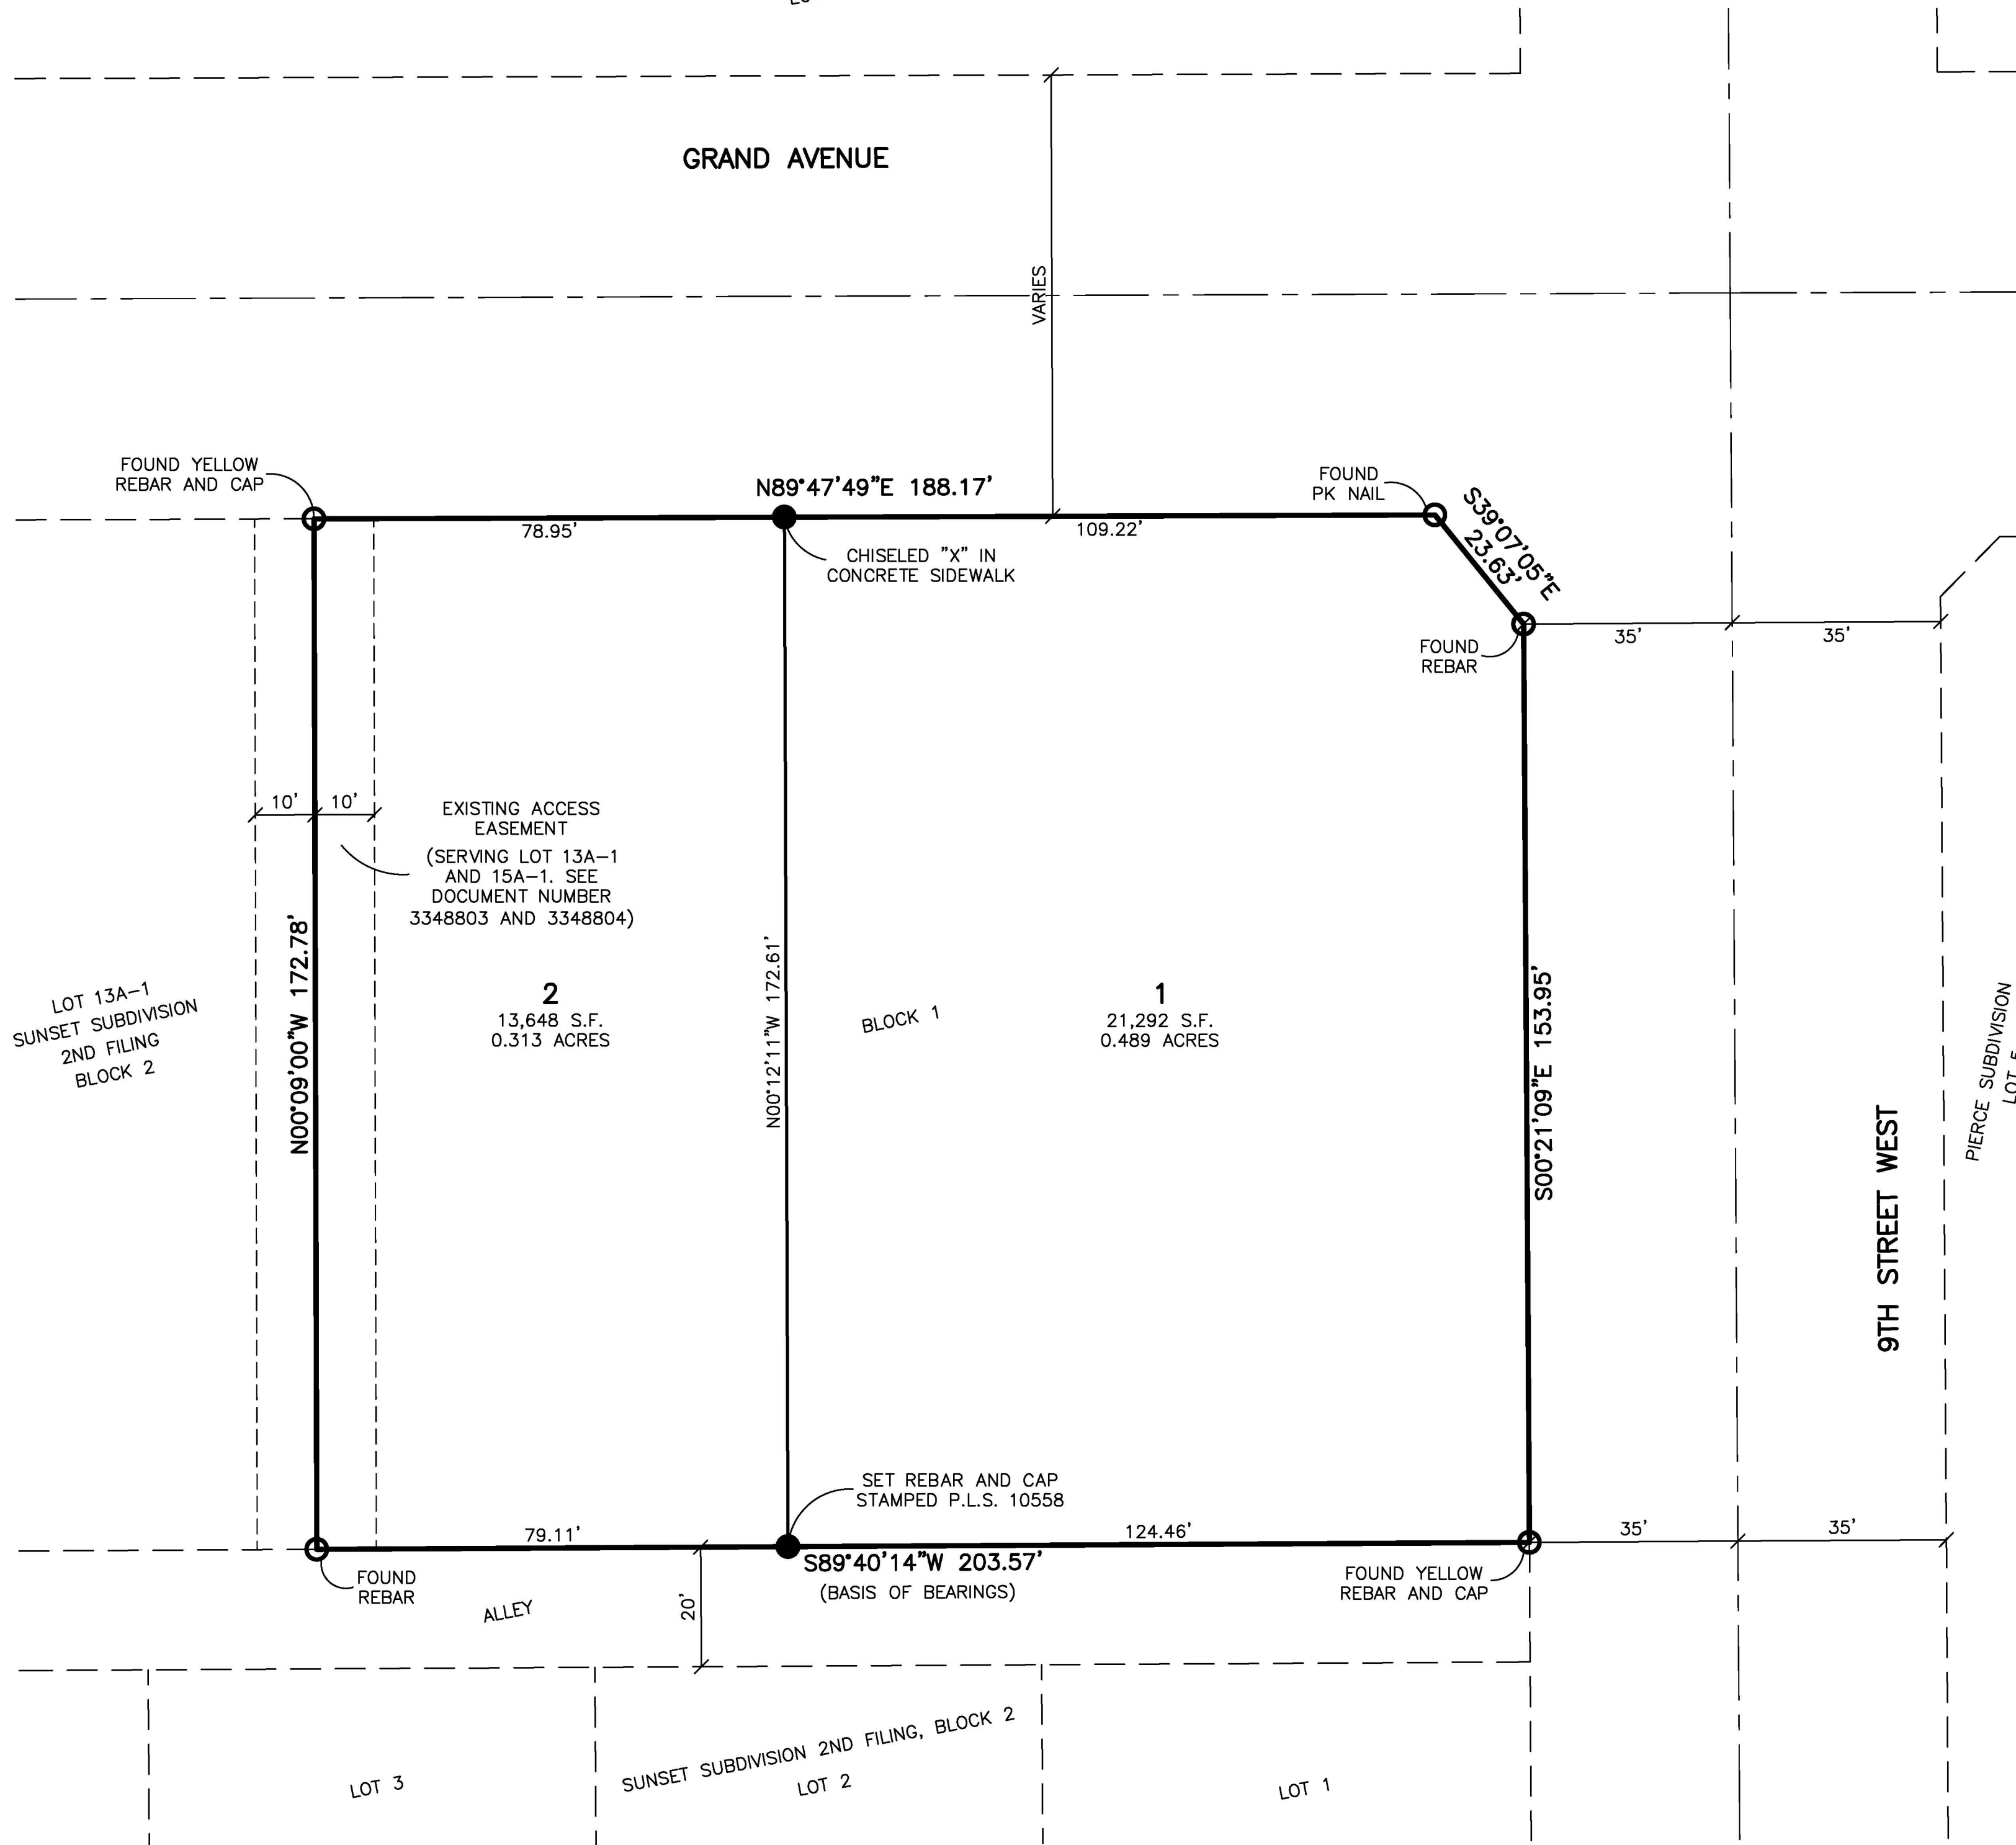 GRAND AVENUE
VARIES
FOUND YELLOW
REBAR AND CAP
N89°47'49"E 188.17'
FOUND
PK NAIL
S39°07'05"E
23.63'
78.95'
109.22'
CHISELED "X" IN
CONCRETE SIDEWALK
FOUND
REBAR
35'
35'
10'
10'
EXISTING ACCESS
EASEMENT
(SERVING LOT 13A-1
AND 15A-1. SEE
DOCUMENT NUMBER
3348803 AND 3348804)
N00°09'00"W 172.78'
N00°12'11"W 172.61'
S00°21'09"E 153.95'
LOT 13A-1
SUNSET SUBDIVISION
2ND FILING
BLOCK 2
2
13,648 S.F.
0.313 ACRES
BLOCK 1
1
21,292 S.F.
0.489 ACRES
PIERCE SUBDIVISION
9TH STREET WEST
SET REBAR AND CAP
STAMPED P.L.S. 10558
79.11'
124.46'
35'
35'
S89°40'14"W 203.57'
(BASIS OF BEARINGS)
FOUND
REBAR
FOUND YELLOW
REBAR AND CAP
ALLEY
20'
SUNSET SUBDIVISION 2ND FILING, BLOCK 2
LOT 3
LOT 2
LOT 1